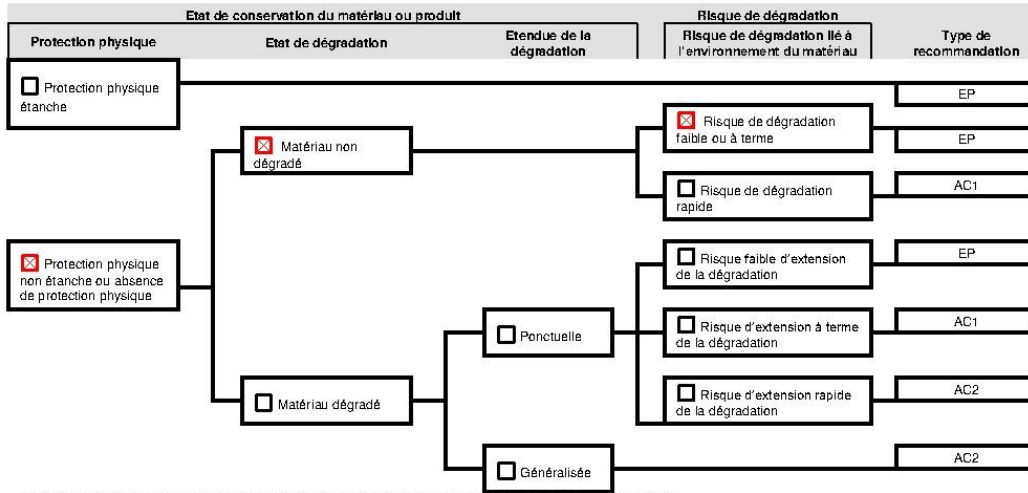 Etat de conservation du matériau ou produit
Risque de dégradation
Protection physique
Etat de dégradation
Etendue de la
dégradation
Risque de dégradation lié à
l'environnement du matériau
Type de
recommandation
Protection physique
étanche
EP
Matériau non
dégradé
Risque de dégradation
faible ou à terme
EP
Risque de dégradation
rapide
AC1
Protection physique
non étanche ou absence
de protection physique
Risque faible d'extension
de la dégradation
EP
Ponctuelle
Risque d'extension à terme
de la dégradation
AC1
Matériau dégradé
Risque d'extension rapide
de la dégradation
AC2
Généralisée
AC2